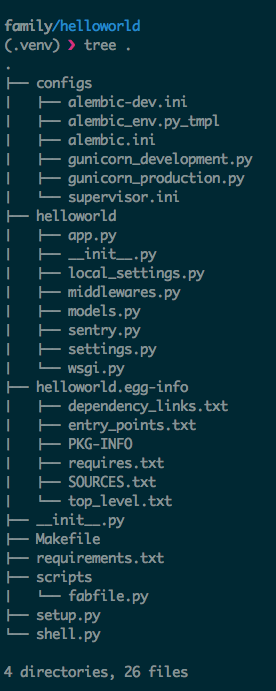 family/helloworld
(.venv) ❯ tree .
.
├── configs
│   ├── alembic-dev.ini
│   ├── alembic_env.py_tmpl
│   ├── alembic.ini
│   ├── gunicorn_development.py
│   ├── gunicorn_production.py
│   └── supervisor.ini
├── helloworld
│   ├── app.py
│   ├── __init__.py
│   ├── local_settings.py
│   ├── middlewares.py
│   ├── models.py
│   ├── sentry.py
│   ├── settings.py
│   └── wsgi.py
├── helloworld.egg-info
│   ├── dependency_links.txt
│   ├── entry_points.txt
│   ├── PKG-INFO
│   ├── requires.txt
│   ├── SOURCES.txt
│   └── top_level.txt
├── __init__.py
├── Makefile
├── requirements.txt
├── scripts
│   └── fabfile.py
├── setup.py
└── shell.py
4 directories, 26 files